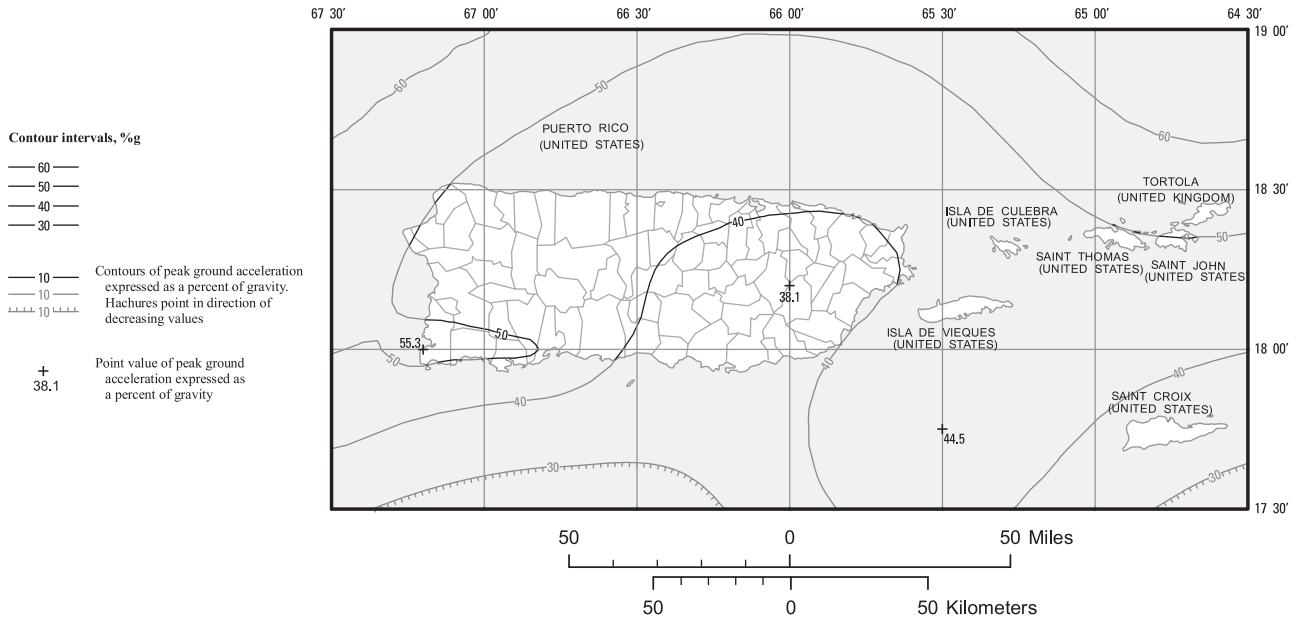 67 30′
67 00′
66 30′
66 00′
65 30′
65 00′
64 30′
19 00′
60
50
Contour intervals, %g
PUERTO RICO
(UNITED STATES)
60
60
50
40
30
18 30′
TORTOLA
(UNITED KINGDOM)
ISLA DE CULEBRA
(UNITED STATES)
40
50
SAINT THOMAS
(UNITED STATES)
SAINT JOHN
(UNITED STATES
10
Contours of peak ground acceleration
expressed as a percent of gravity.
10
Hachures point in direction of
10
decreasing values
38.1
50
ISLA DE VIEQUES
(UNITED STATES)
55.3
18 00′
50
40
40
Point value of peak ground
acceleration expressed as
a percent of gravity
38.1
40
SAINT CROIX
(UNITED STATES)
44.5
30
30
17 30′
50
0
50 Miles
50
0
50 Kilometers